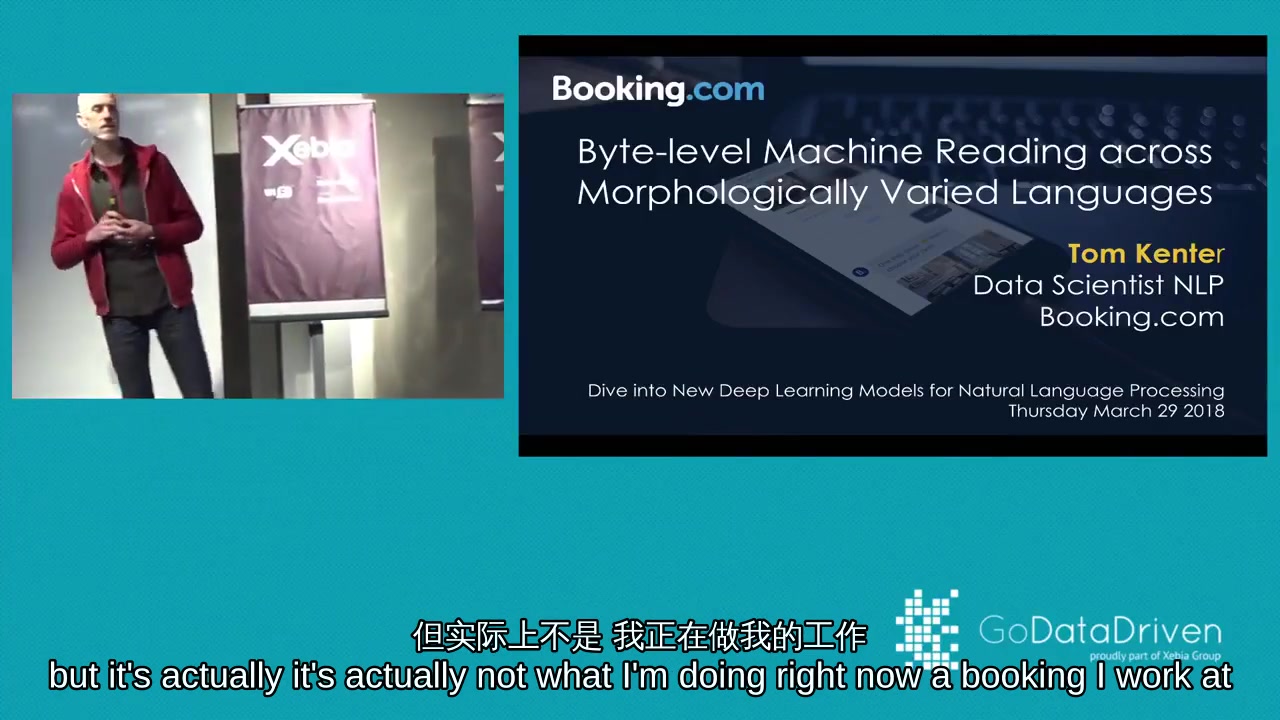 Xebia
Booking.com
Byte-level Machine Reading across
Morphologically Varied Languages
Tom Kenter
Data Scientist NLP
Booking.com
Dive into New Deep Learning Models for Natural Language Processing
Thursday March 29 2018
GoDataDriven
proudly part of Xebia Group
但实际上不是 我正在做我的工作
but it's actually it's actually not what I'm doing right now a booking I work at